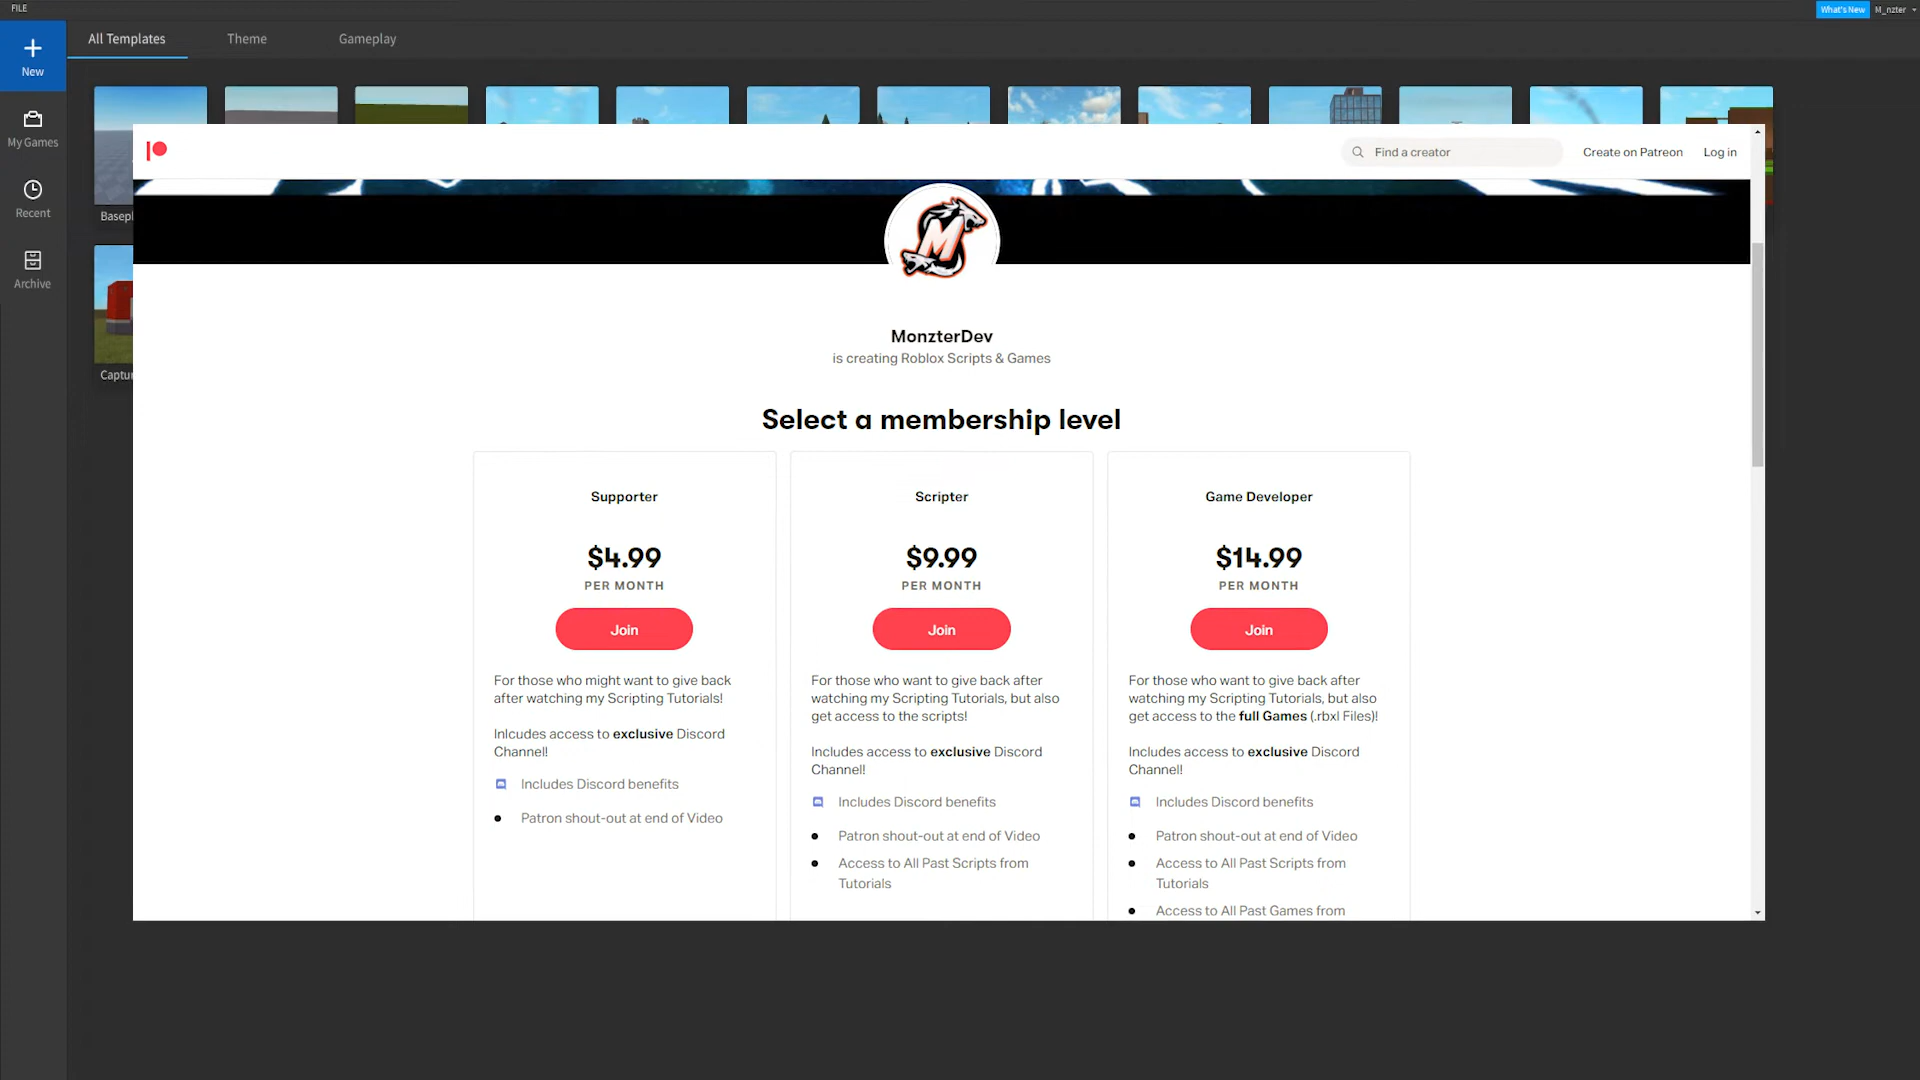 FILE
What's New
M_nzter
All Templates
Theme
Gameplay
New
My Games
Recent
Archive
Find a creator
Create on Patreon
Log in
M
MonzterDev
is creating Roblox Scripts & Games
Select a membership level
Supporter
$4.99
PER MONTH
Join
For those who might want to give back
after watching my Scripting Tutorials!
Inlcudes access to exclusive Discord
Channel!
Includes Discord benefits
Patron shout-out at end of Video
Scripter
$9.99
PER MONTH
Join
For those who want to give back after
watching my Scripting Tutorials, but also
get access to the scripts!
Includes access to exclusive Discord
Channel!
Includes Discord benefits
Patron shout-out at end of Video
Access to All Past Scripts from
Tutorials
Game Developer
$14.99
PER MONTH
Join
For those who want to give back after
watching my Scripting Tutorials, but also
get access to the full Games (.rbxl Files)!
Includes access to exclusive Discord
Channel!
Includes Discord benefits
Patron shout-out at end of Video
Access to All Past Scripts from
Tutorials
Access to All Past Games from